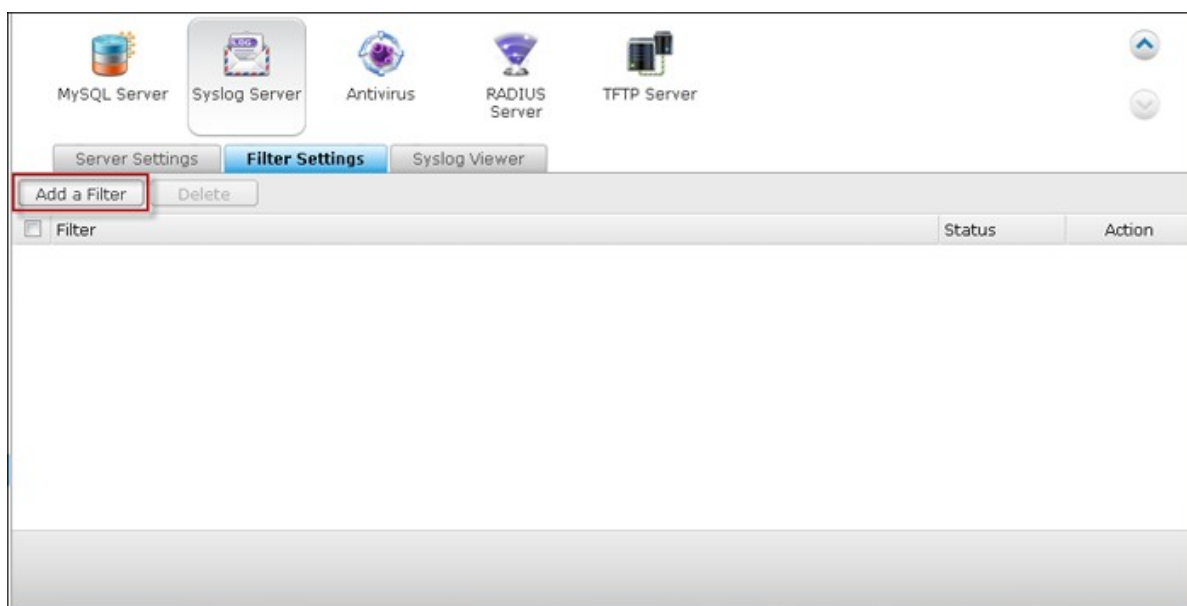 LOG
MySQL Server
Syslog Server
Antivirus
RADIUS
Server
TFTP Server
Server Settings
Filter Settings
Syslog Viewer
Add a Filter
Delete
Filter
Status
Action